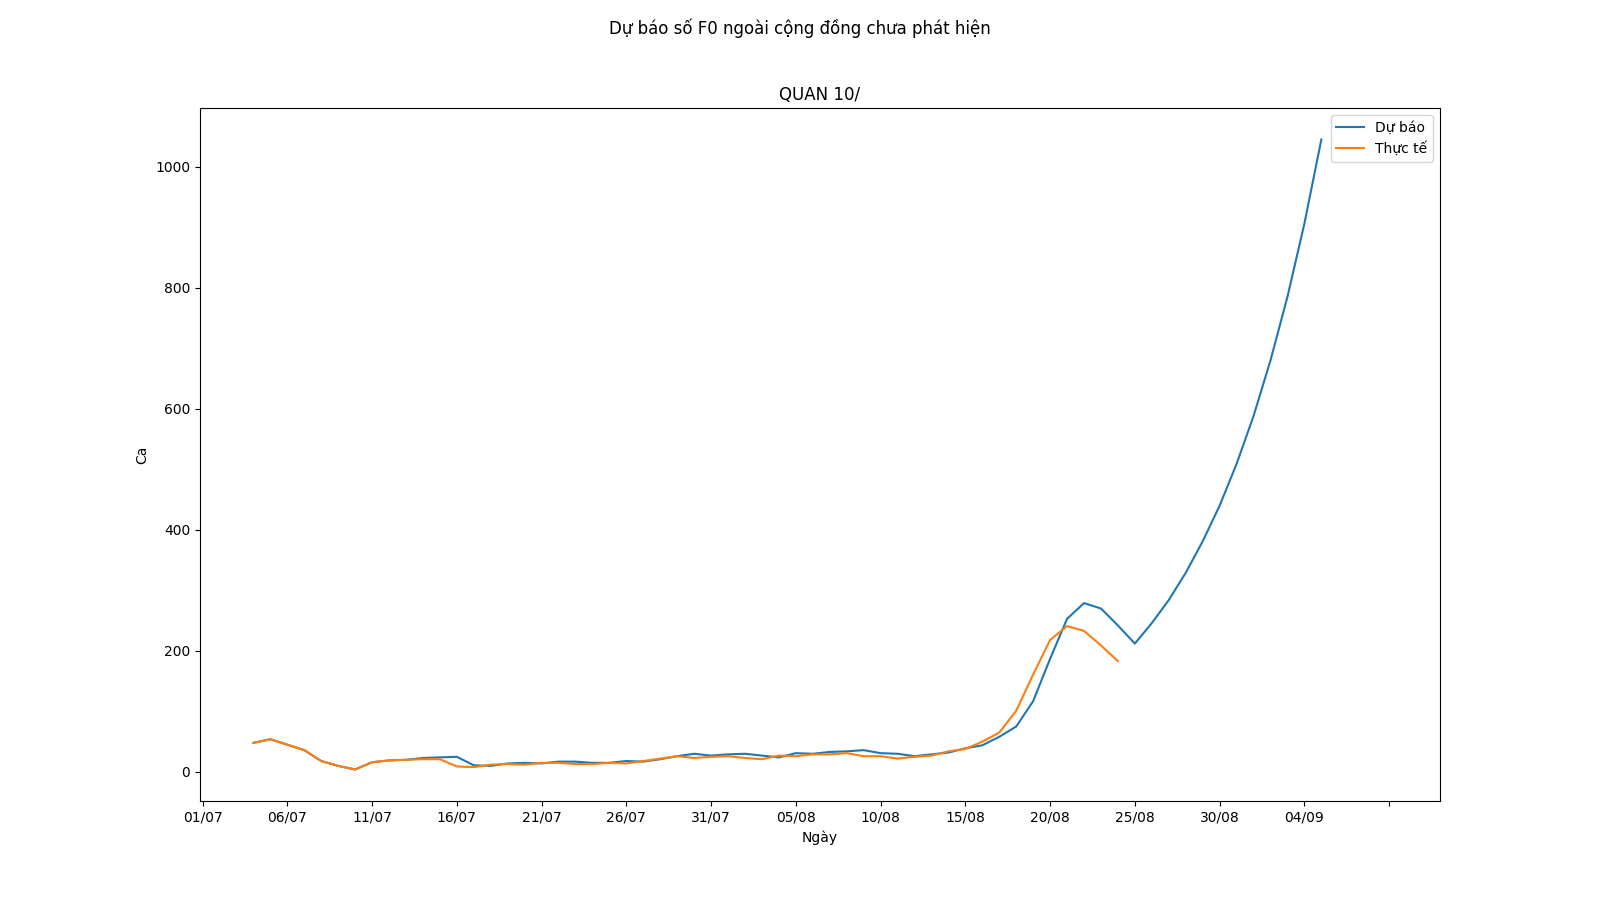 Dự báo số F0 ngoài cộng đồng chưa phát hiện
QUAN 10/
Dự báo
Thực tế
1000
800
600
400
200
0
Ca
01/07 06/07 11/07 16/07 21/07 26/07 31/07 05/08 10/08 15/08 20/08 25/08 30/08 04/09
Ngày